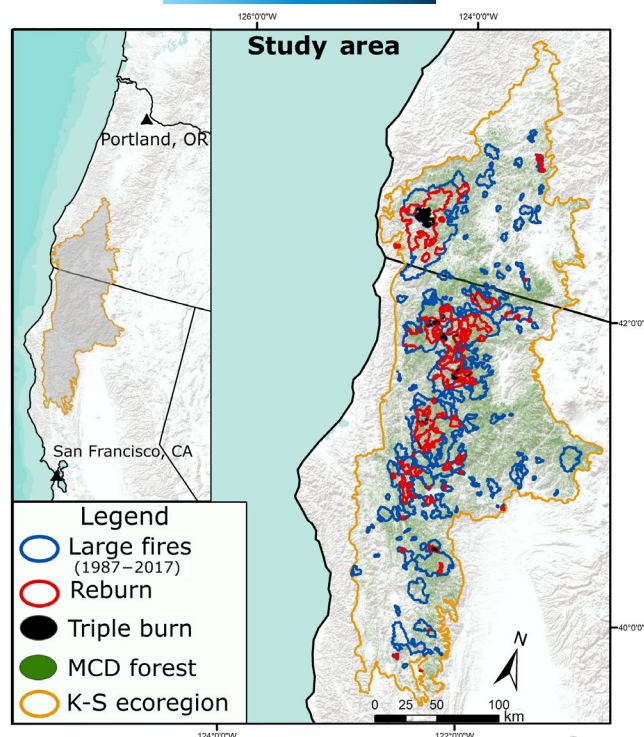 126°0'0"W
124°0'0"W
Study area
Portland, OR
42°0'0"
San Francisco, CA
Legend
Large fires
(1987–2017)
Reburn
Triple burn
MCD forest
K-S ecoregion
40°0'0
N
0 25 50 100
km
124°0'0"W
122°0'0"W